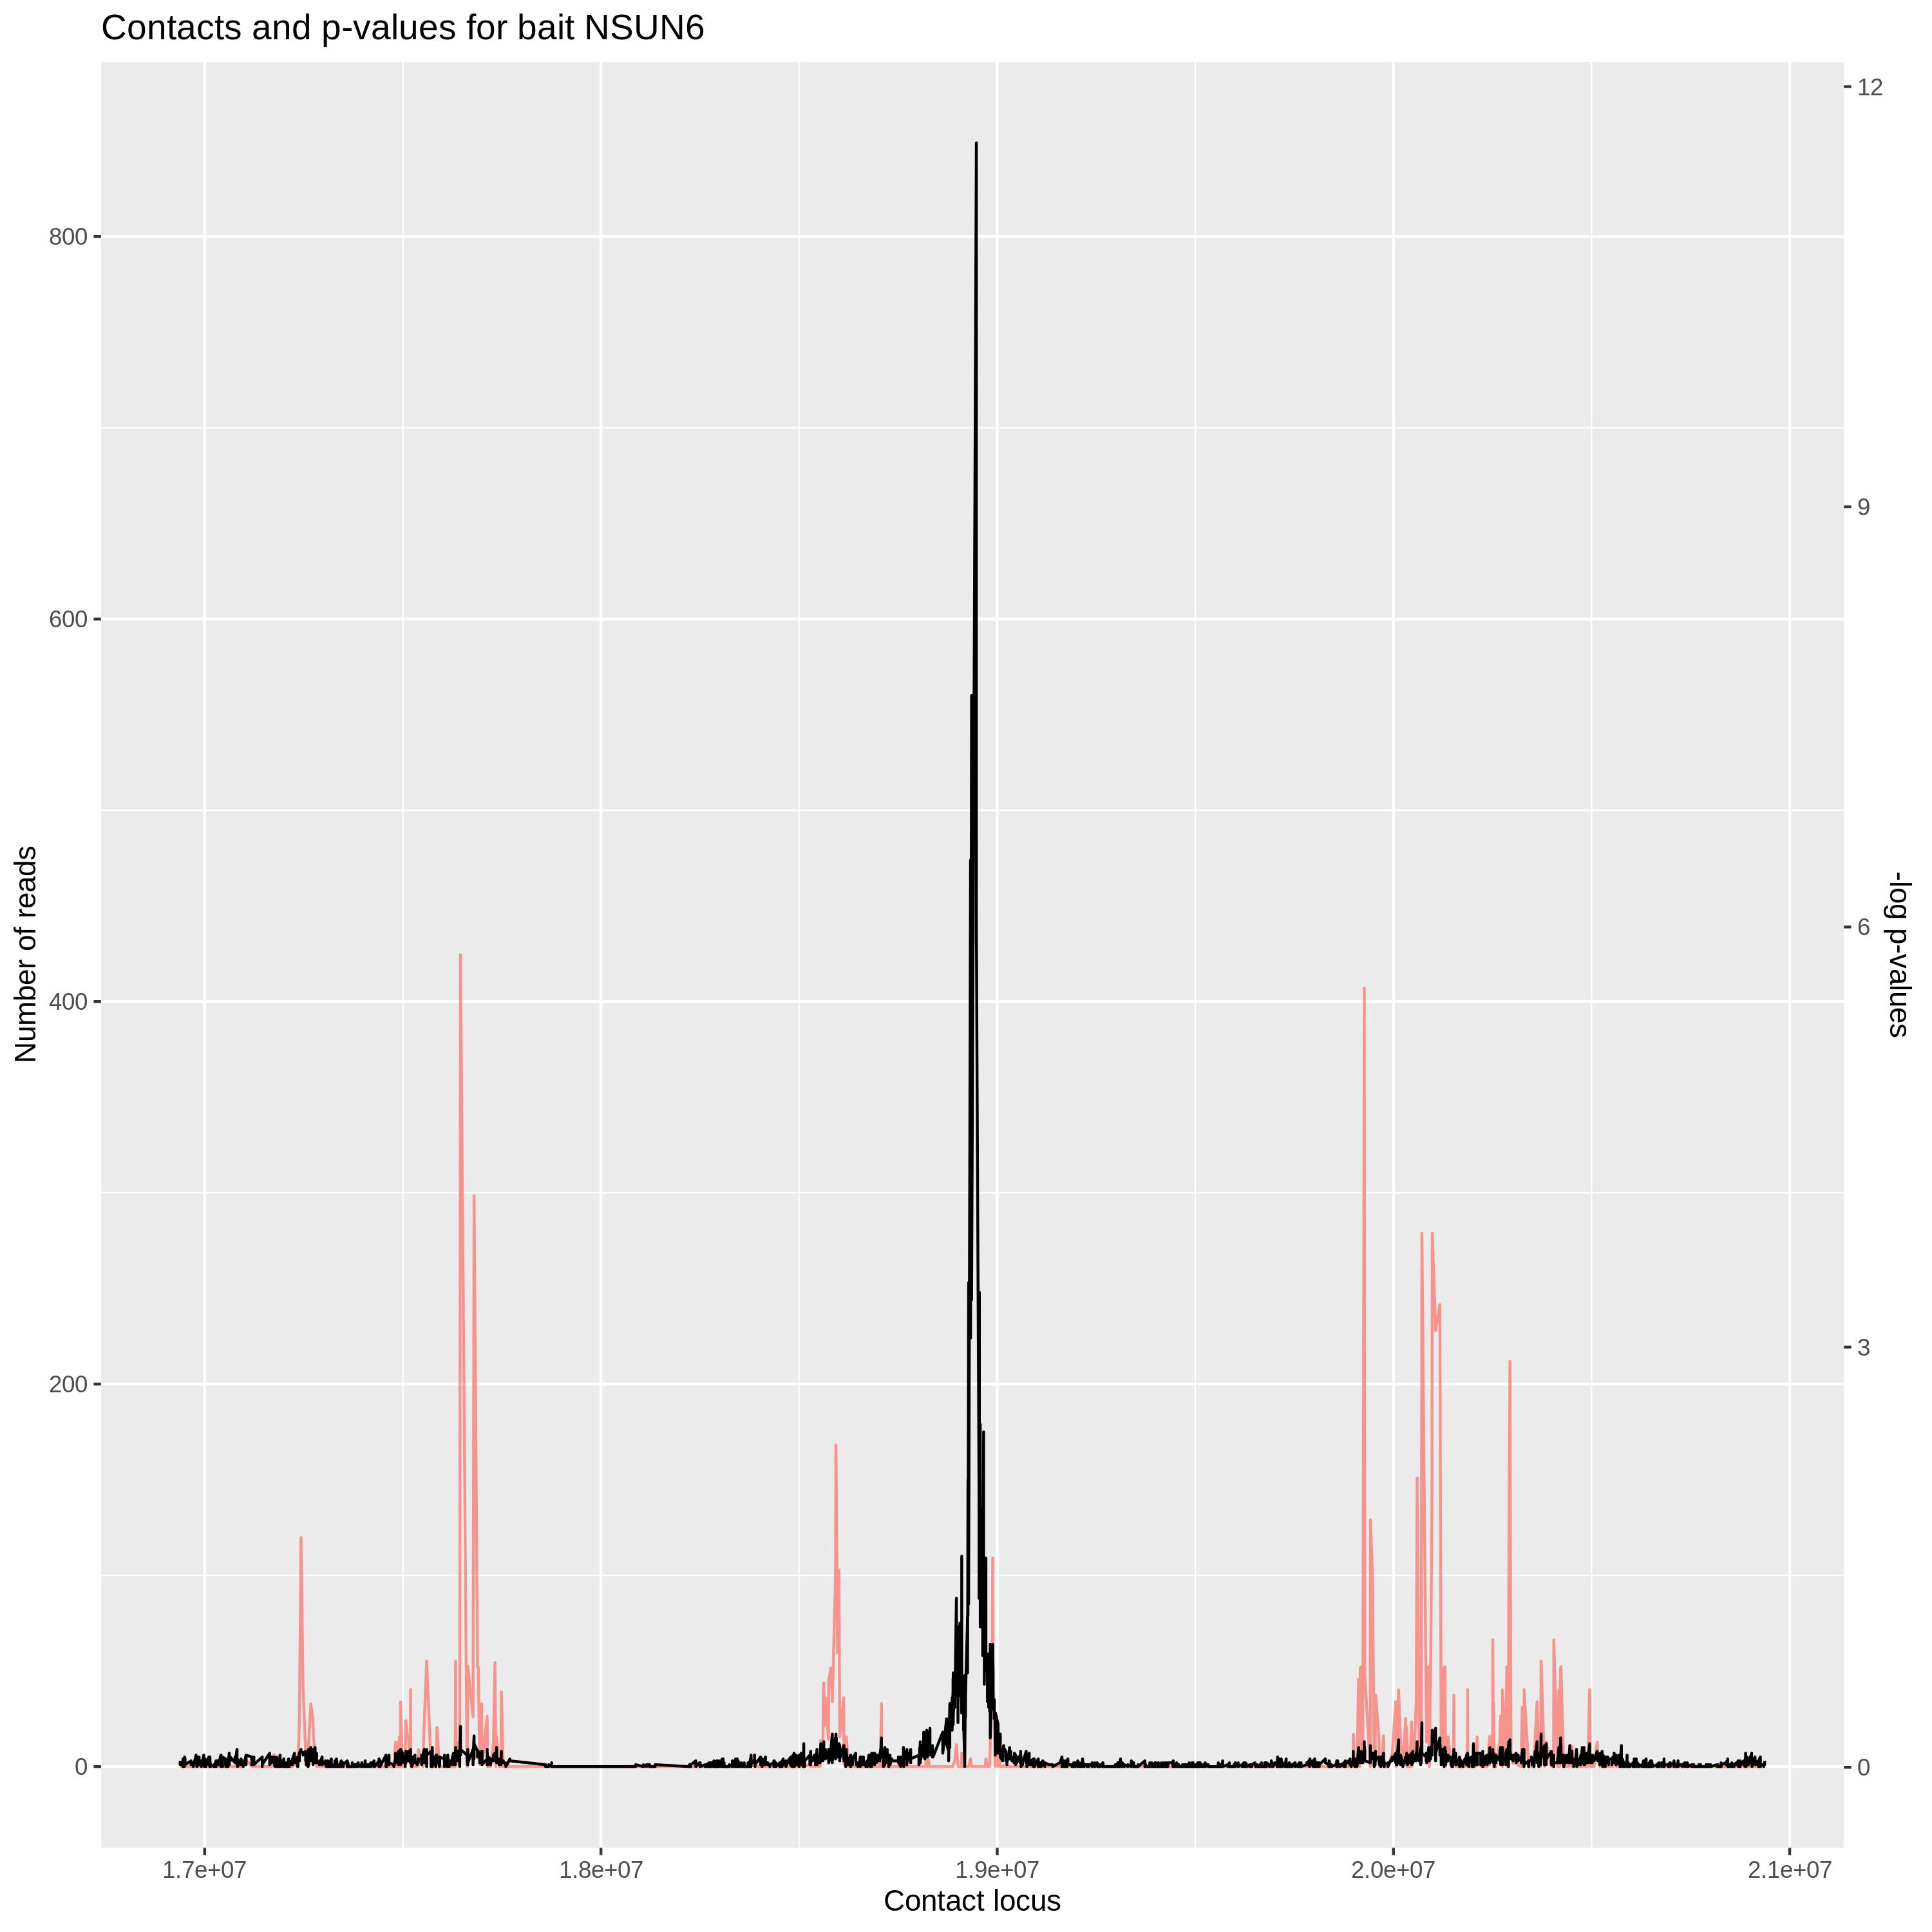 Contacts and p-values for bait NSUN6
Number of reads
800
600
400
200
0
12
9
6
3
0
-log p-values
1.7e+07
1.8e+07
1.9e+07
2.0e+07
2.1e+07
Contact locus